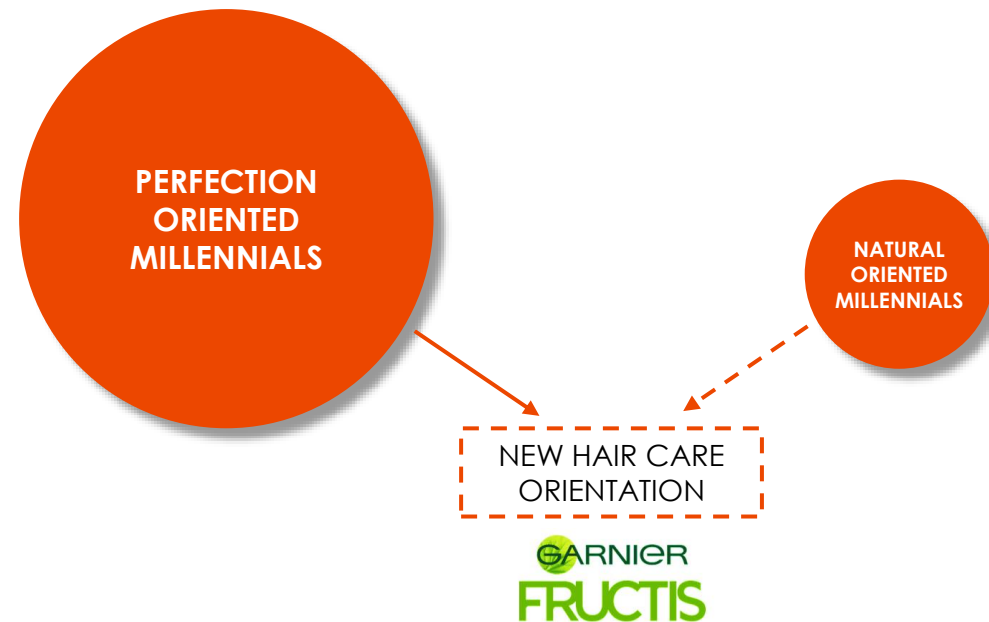 PERFECTION
ORIENTED
MILLENNIALS
NATURAL
ORIENTED
MILLENNIALS
NEW HAIR CARE
ORIENTATION
GARNIER
FRUCTIS